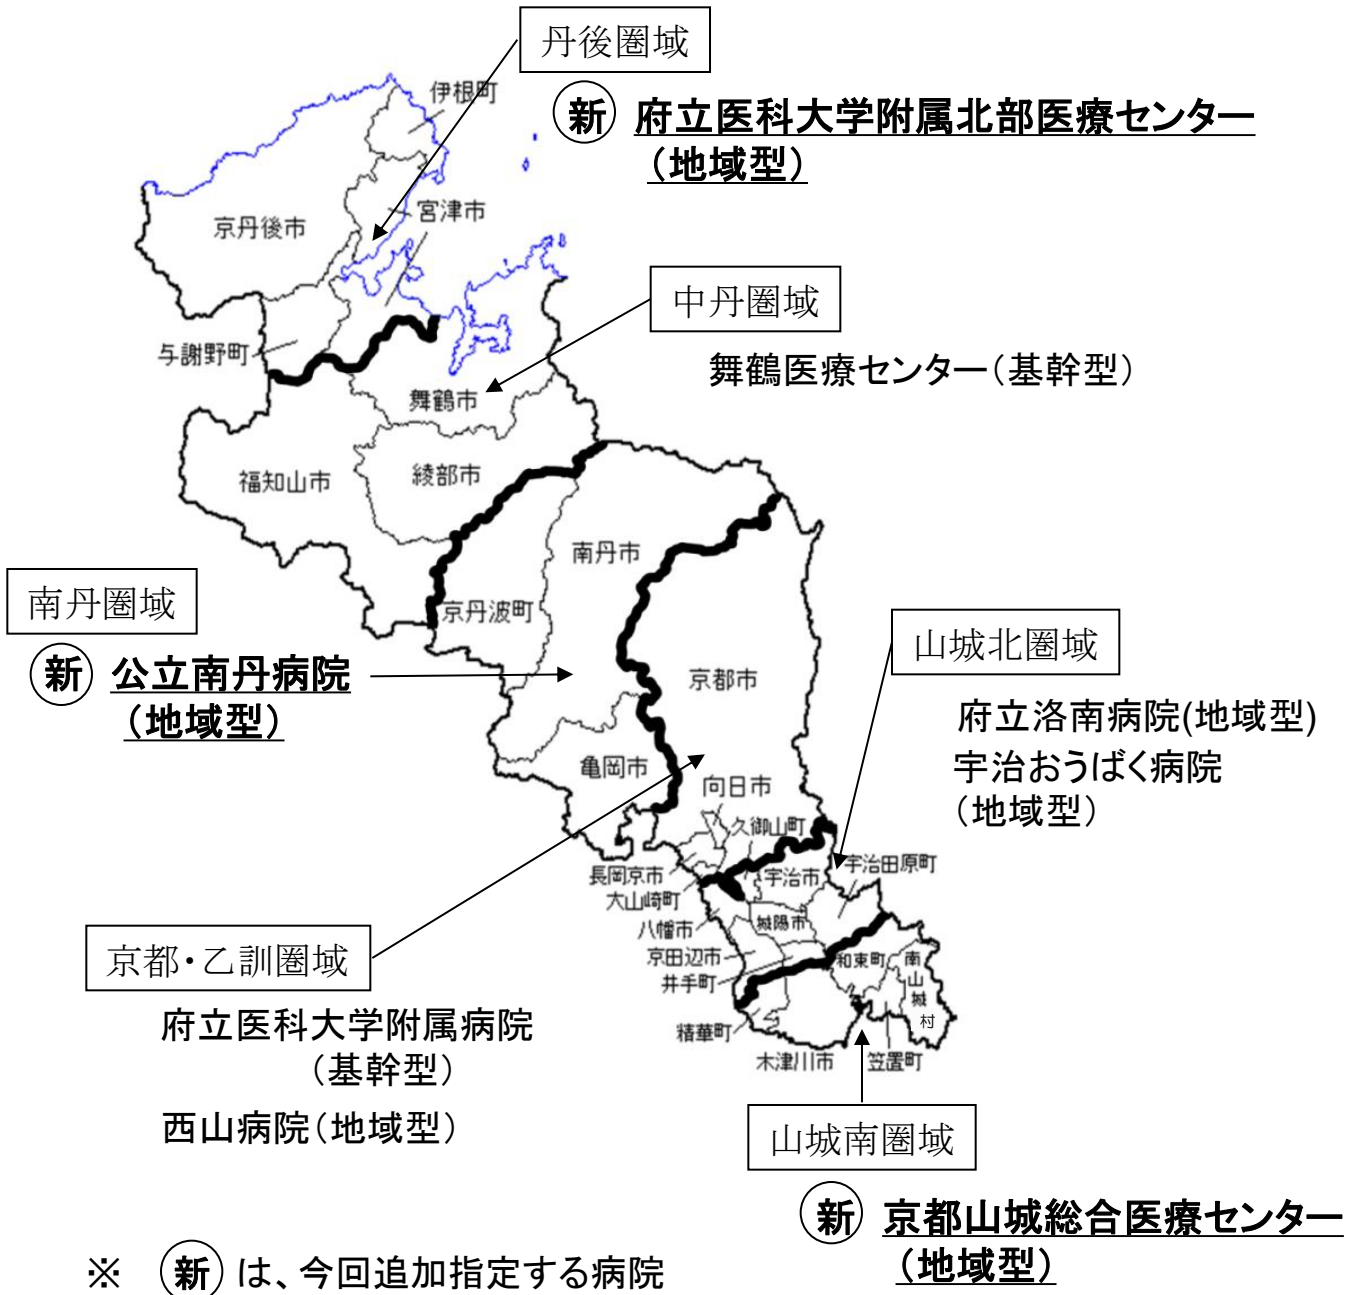 丹後圏域
伊根町
新 府立医科大学附属北部医療センター
（地域型）
京丹後市
宮津市
中丹圏域
与謝野町
舞鶴医療センター（基幹型）
舞鶴市
福知山市
綾部市
南丹市
南丹圏域
京丹波町
山城北圏域
新 公立南丹病院
（地域型）
京都市
府立洛南病院(地域型)
宇治おうばく病院
（地域型）
亀岡市
向日市
久御山町
長岡京市
宇治市
宇治田原町
大山崎町
八幡市
城陽市
京田辺市
井手町
和束町
南山城村
京都・乙訓圏域
府立医科大学附属病院
（基幹型）
精華町
木津川市
笠置町
西山病院（地域型）
山城南圏域
新 京都山城総合医療センター
（地域型）
※ 新 は、今回追加指定する病院